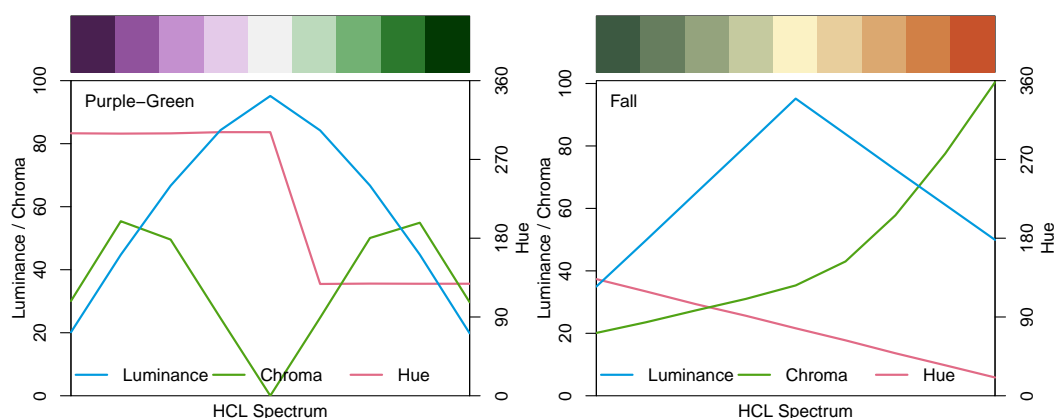 Purple−Green
Luminance / Chroma
0
20
40
60
80
100
Hue
0
90
180
270
360
Luminance
Chroma
Hue
HCL Spectrum
Fall
Luminance / Chroma
0
20
40
60
80
100
Hue
0
90
180
270
360
Luminance
Chroma
Hue
HCL Spectrum